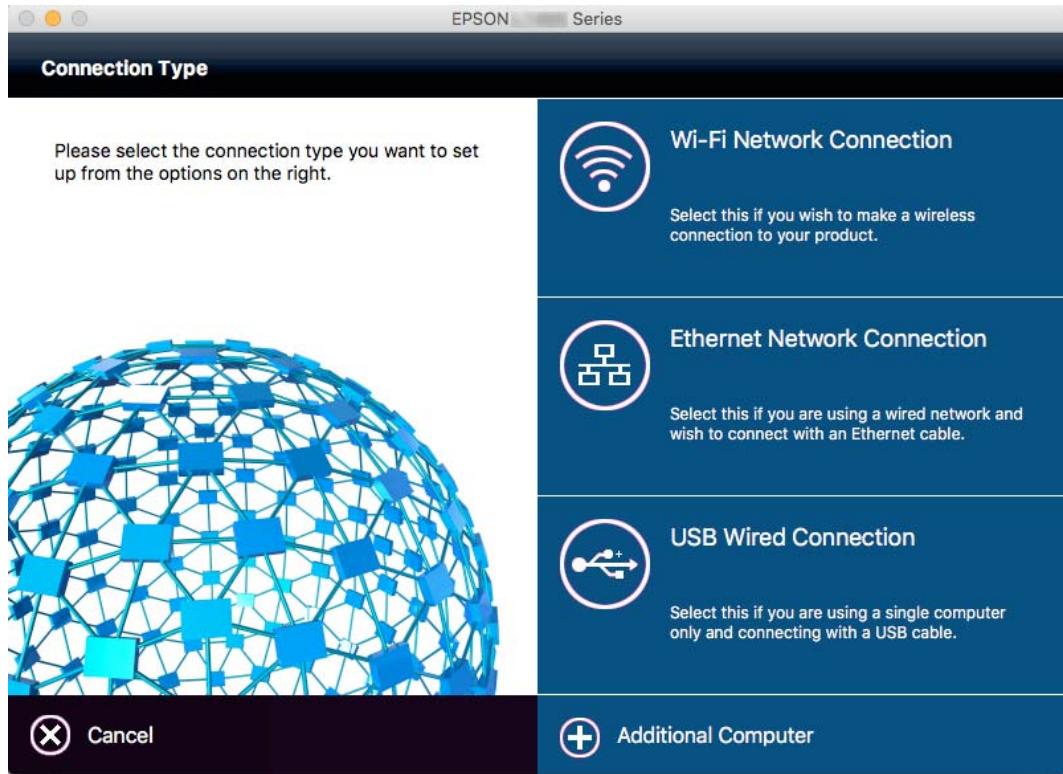 EPSON Series
Connection Type
Please select the connection type you want to set
up from the options on the right.
Wi-Fi Network Connection
Select this if you wish to make a wireless
connection to your product.
Ethernet Network Connection
Select this if you are using a wired network and
wish to connect with an Ethernet cable.
USB Wired Connection
Select this if you are using a single computer
only and connecting with a USB cable.
Cancel
Additional Computer